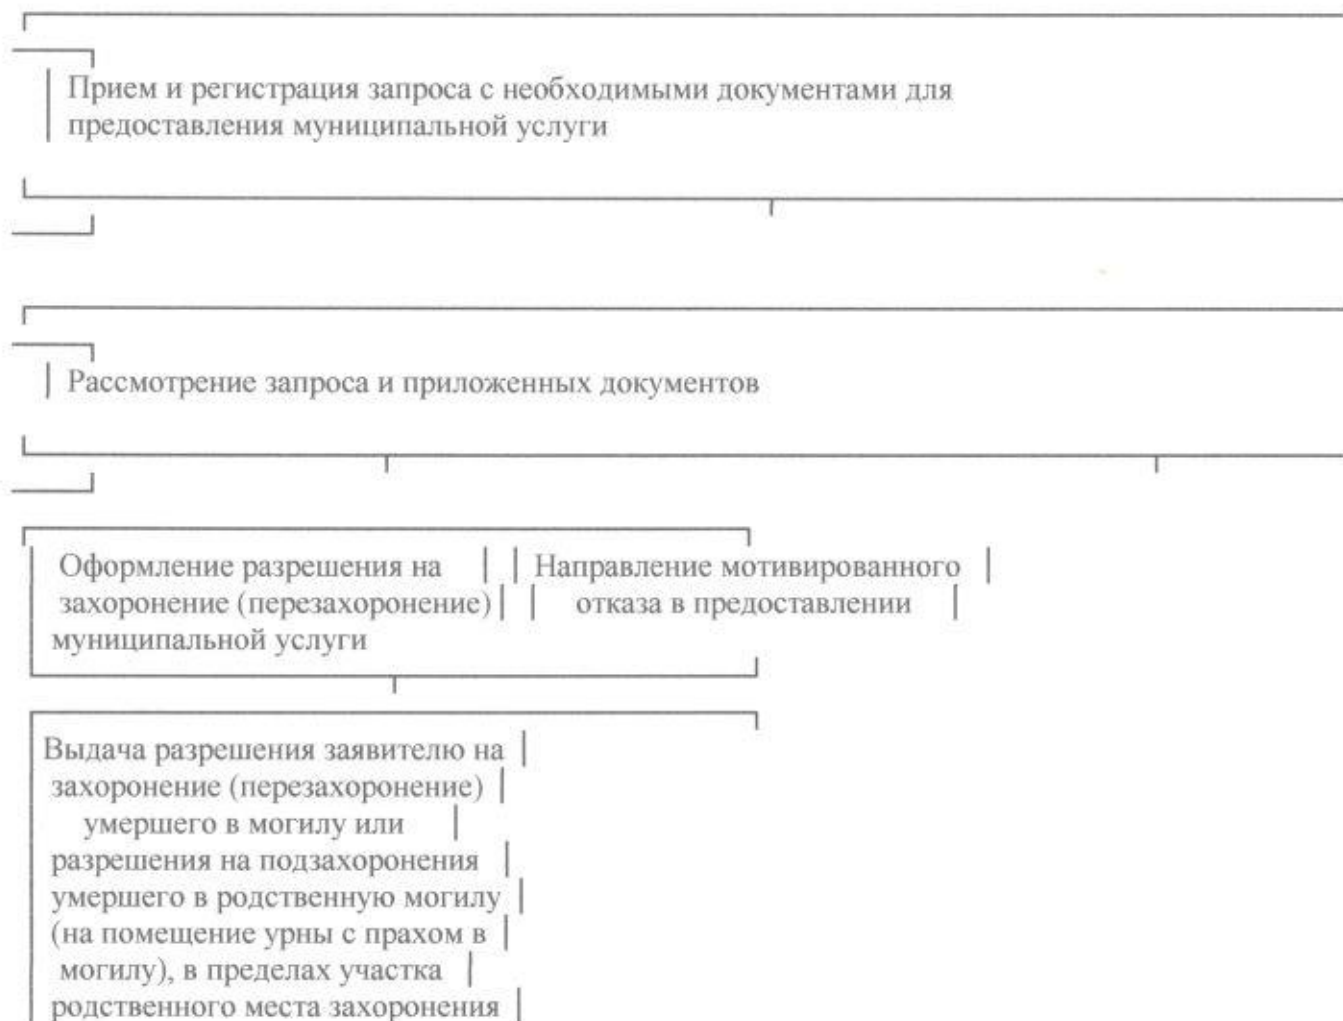 Прием и регистрация запроса с необходимыми документами для
предоставления муниципальной услуги
Рассмотрение запроса и приложенных документов
Оформление разрешения на Направление мотивированного
захоронение (перезахоронение) отказа в предоставлении
муниципальной услуги
Выдача разрешения заявителю на
захоронение (перезахоронение)
умершего в могилу или
разрешения на подзахоронения
умершего в родственную могилу
(на помещение урны с прахом в
могилу), в пределах участка
родственного места захоронения